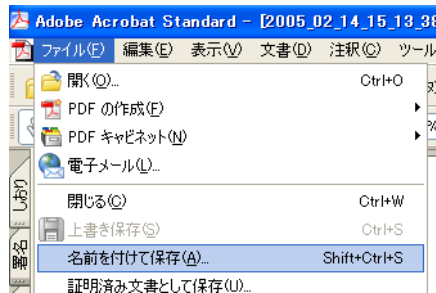 Adobe Acrobat Standard - [2005_02_14_15_13_38
ファイル(F) 編集(E) 表示(V) 文書(D) 注釈(C) ツール
開く(O)... Ctrl+O
PDF の作成(F)
PDF キャビネット(N)
電子メール(L)...
閉じる(C) Ctrl+W
上書き保存(S) Ctrl+S
名前を付けて保存(A)... Shift+Ctrl+S
証明済み文書として保存(U)...
しおり
署名